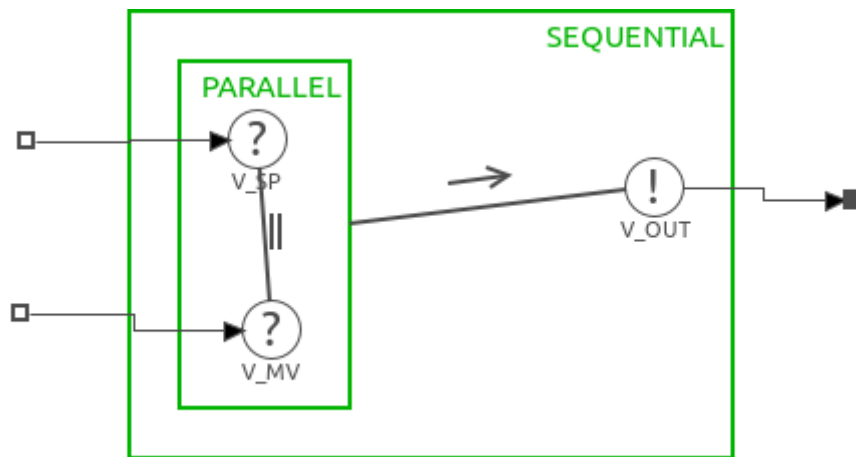 SEQUENTIAL
PARALLEL
?
V_SP
!
V_OUT
?
V_MV